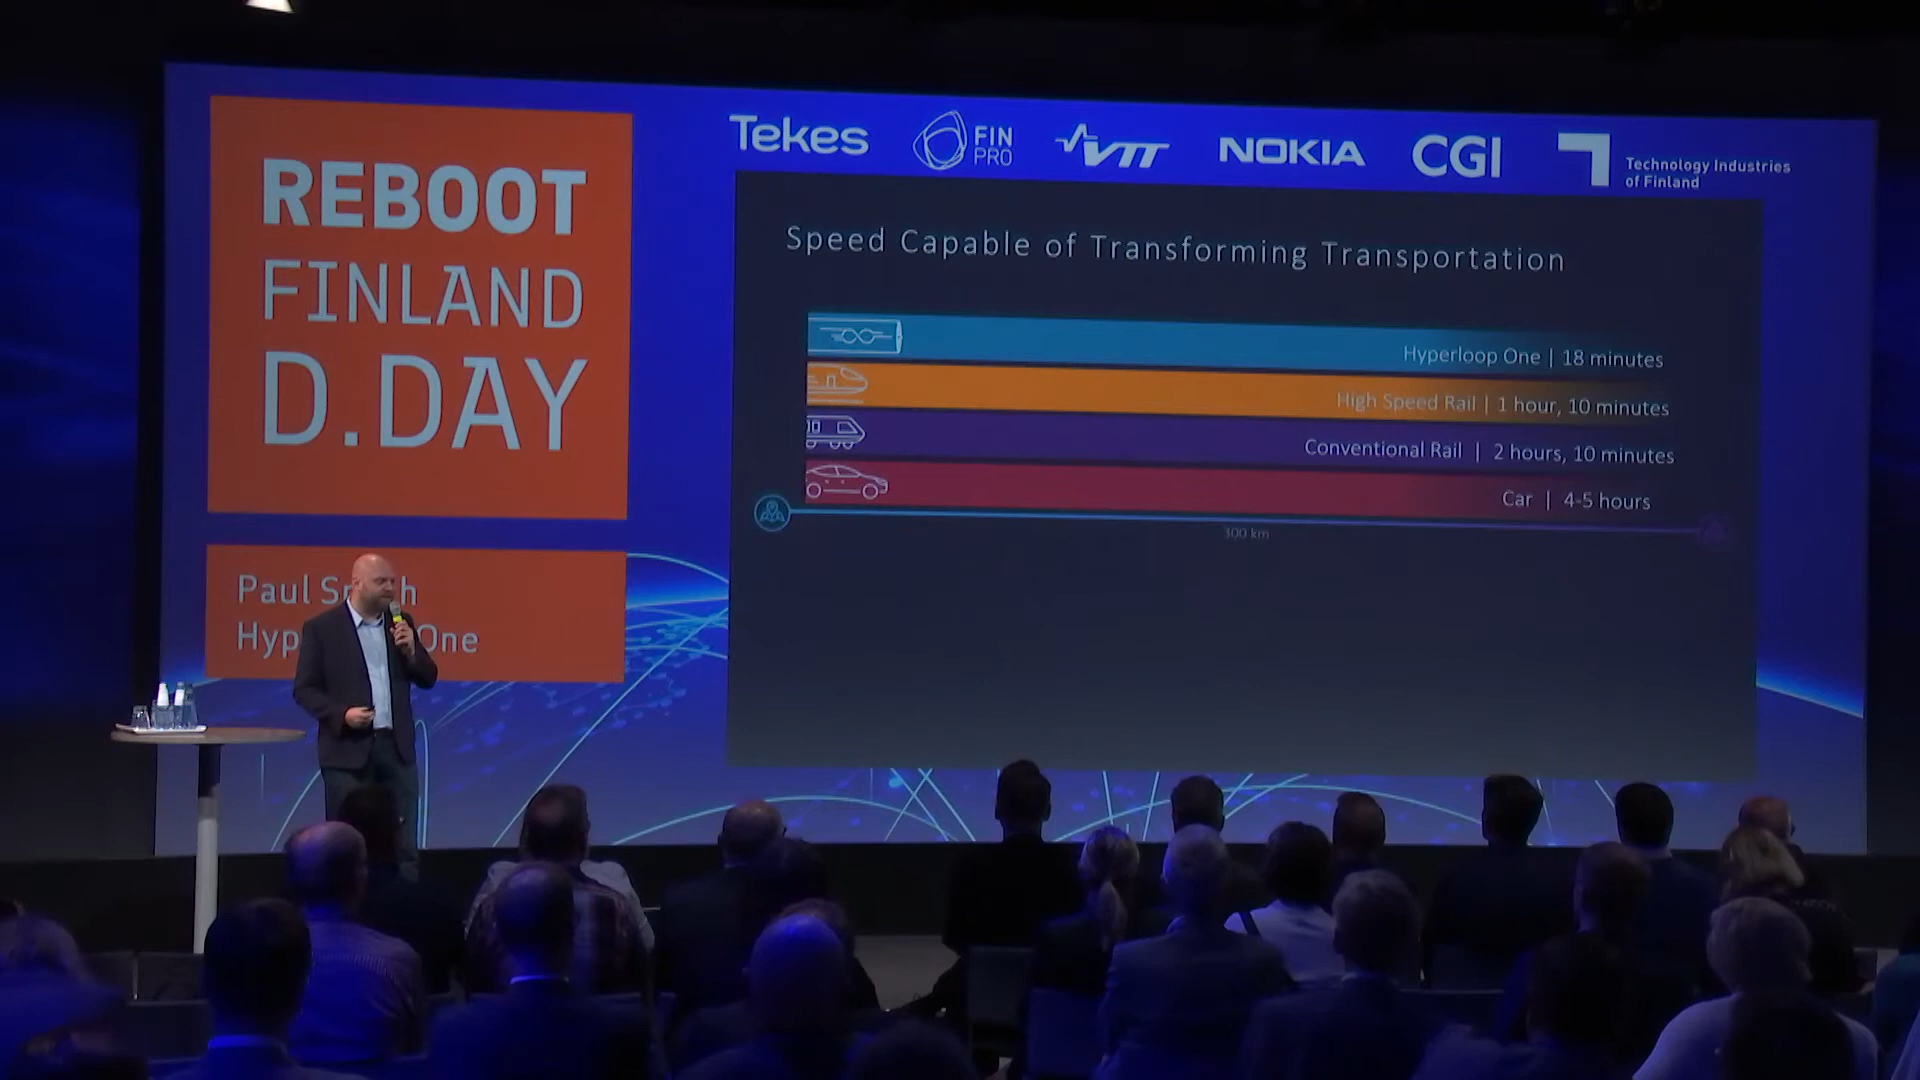 REBOOT
FINLAND
D.DAY
Tekes
FIN
PRO
VTT
NOKIA
CGI
Technology Industries
of Finland
Speed Capable of Transforming Transportation
Hyperloop One | 18 minutes
High Speed Rail | 1 hour, 10 minutes
Conventional Rail | 2 hours, 10 minutes
Car | 4-5 hours
300 km
Paul
One